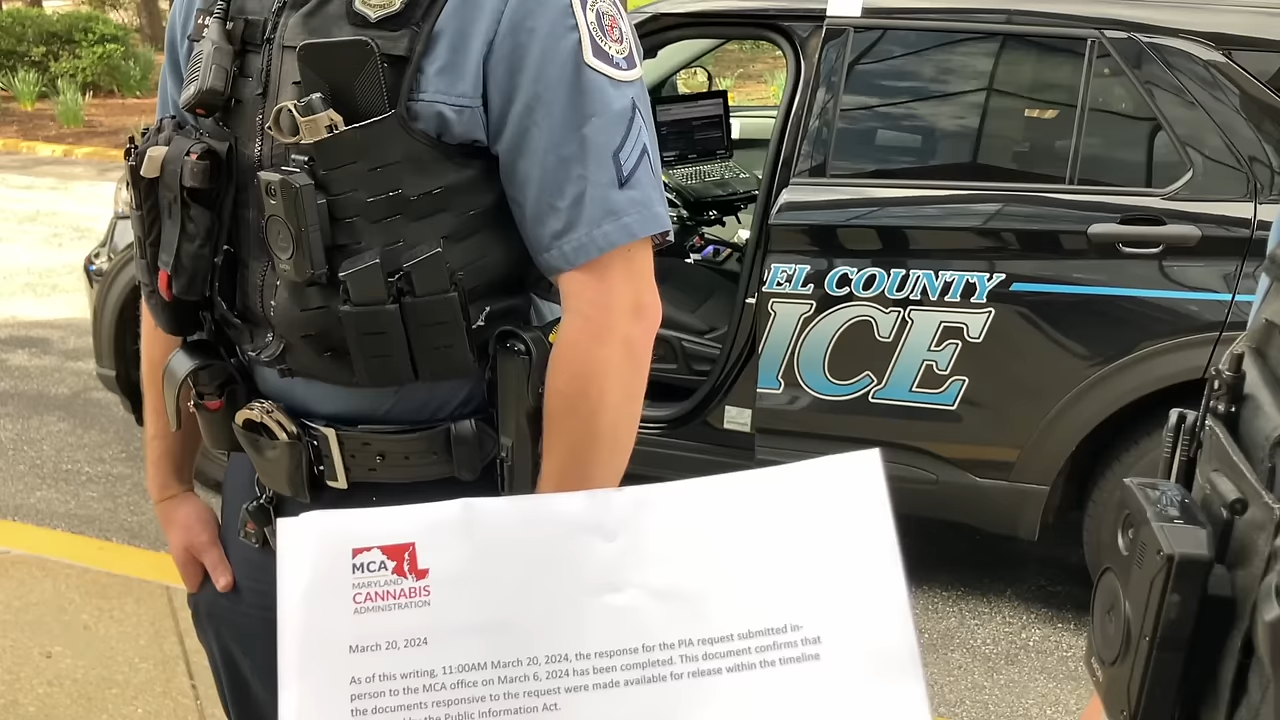 EL COUNTY
ICE
MCA
MARYLAND
CANNABIS
ADMINISTRATION
March 20, 2024
As of this writing, 11:00AM March 20, 2024, the response for the PIA request submitted in-
person to the MCA office on March 6, 2024 has been completed. This document confirms that
the documents responsive to the request were made available for release within the timeline
by the Public Information Act.